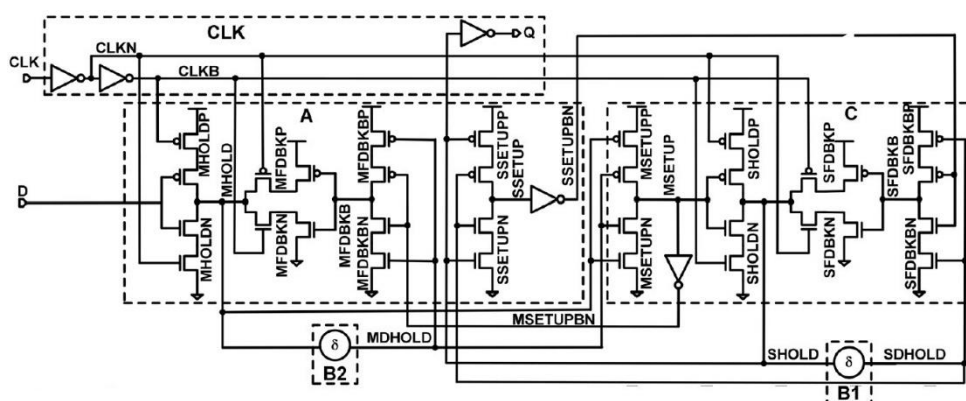 CLK
Q
CLKN
CLK
CLKB
A
C
MHOLDP
MHOLD
MFDBKP
MFDBKBP
SSETUPP
SSETUP
SSETUPBN
MSETUPP
MSETUP
SHOLDP
SFDBKP
SFDBKB
SFDBKBP
D
MHOLDN
MFDBKN
MFDBKB
MFDBKBN
SSETUPN
MSETUPN
SHOLDN
SFDBKN
SFDBKBN
MSETUPBN
δ
MDHOLD
SHOLD
δ
SDHOLD
B2
B1